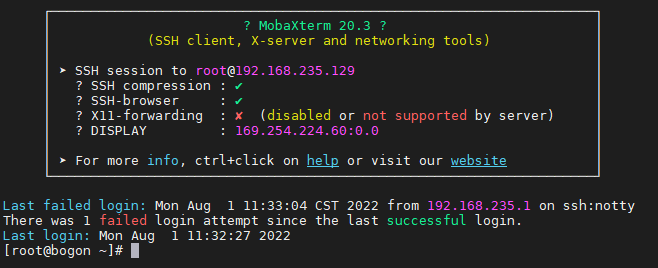 ? MobaXterm 20.3 ?
(SSH client, X-server and networking tools)
➤ SSH session to root@192.168.235.129
? SSH compression : ✔
? SSH-browser     : ✔
? X11-forwarding  : ✘  (disabled or not supported by server)
? DISPLAY         : 169.254.224.60:0.0
➤ For more info, ctrl+click on help or visit our website
Last failed login: Mon Aug  1 11:33:04 CST 2022 from 192.168.235.1 on ssh:notty
There was 1 failed login attempt since the last successful login.
Last login: Mon Aug  1 11:32:27 2022
[root@bogon ~]#